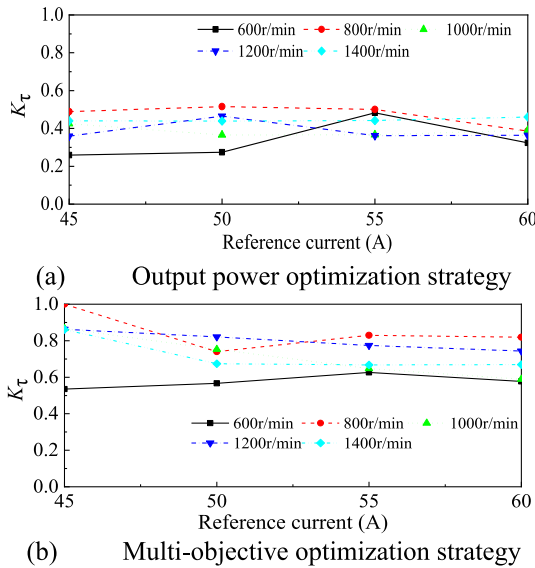 1.0
0.8
0.6
0.4
0.2
0.0
Kτ
600r/min 800r/min 1000r/min
1200r/min 1400r/min
45 50 55 60
Reference current (A)
(a) Output power optimization strategy
1.0
0.8
0.6
0.4
0.2
0.0
Kτ
600r/min 800r/min 1000r/min
1200r/min 1400r/min
45 50 55 60
Reference current (A)
(b) Multi-objective optimization strategy